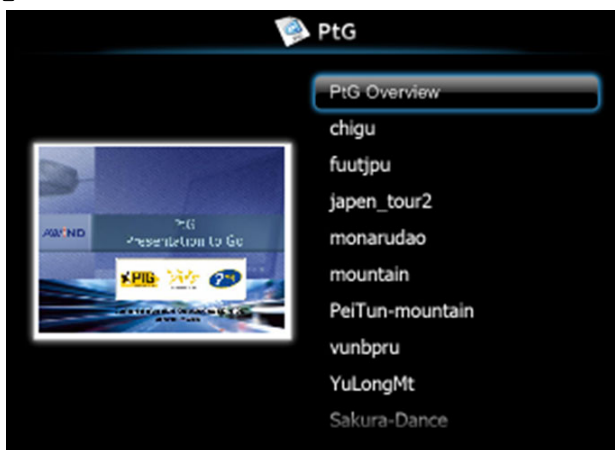 PtG
PtG Overview
chigu
fuutjpu
japen_tour2
monarudao
mountain
PeiTun-mountain
vunbpru
YuLongMt
Sakura-Dance
AWIND
PtG
Presentation to Go
PTG